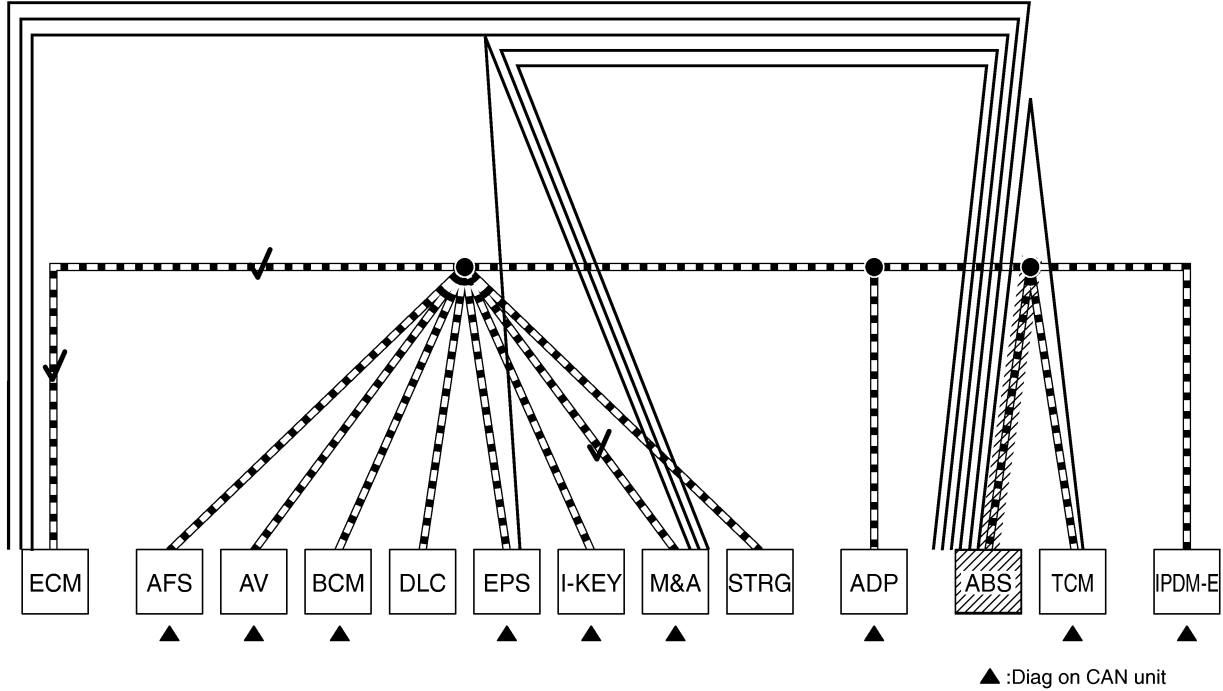 ECM AFS AV BCM DLC EPS I-KEY M&A STRG ADP ABS TCM IPDM-E
▲ :Diag on CAN unit